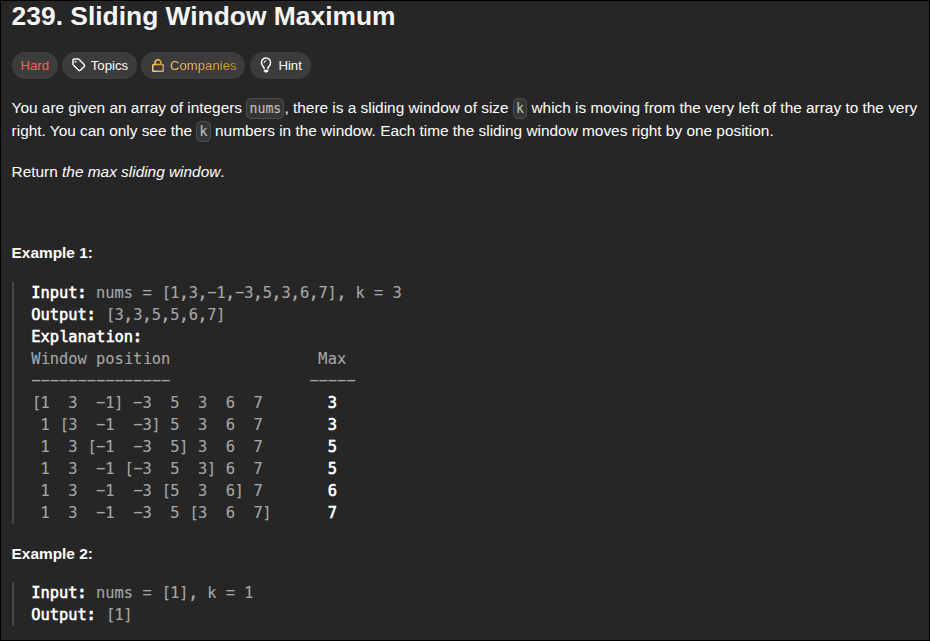 239. Sliding Window Maximum
Hard Topics Companies Hint
You are given an array of integers nums, there is a sliding window of size k which is moving from the very left of the array to the very
right. You can only see the k numbers in the window. Each time the sliding window moves right by one position.
Return the max sliding window.
Example 1:
Input: nums = [1,3,−1,−3,5,3,6,7], k = 3
Output: [3,3,5,5,6,7]
Explanation:
Window position                Max
---------------               -----
[1  3  −1] −3  5  3  6  7       3
 1 [3  −1  −3] 5  3  6  7       3
 1  3 [−1  −3  5] 3  6  7       5
 1  3  −1 [−3  5  3] 6  7       5
 1  3  −1  −3 [5  3  6] 7       6
 1  3  −1  −3  5 [3  6  7]      7
Example 2:
Input: nums = [1], k = 1
Output: [1]